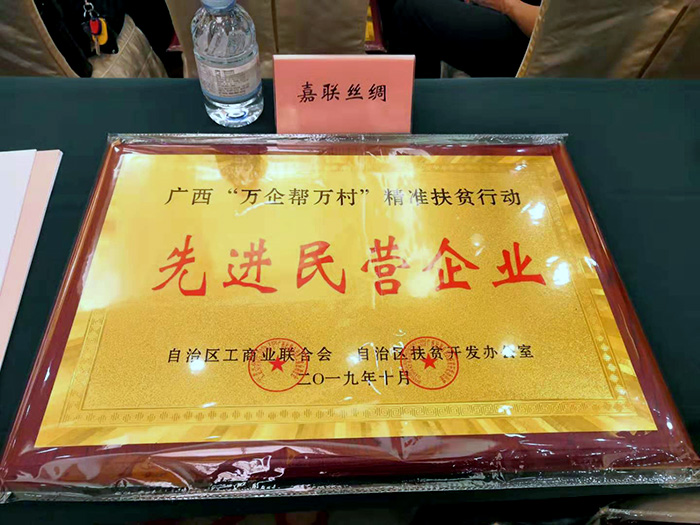 嘉联丝绸
广西“万企帮万村”精准扶贫行动
先进民营企业
自治区工商业联合会 自治区扶贫开发办公室
二〇一九年十月